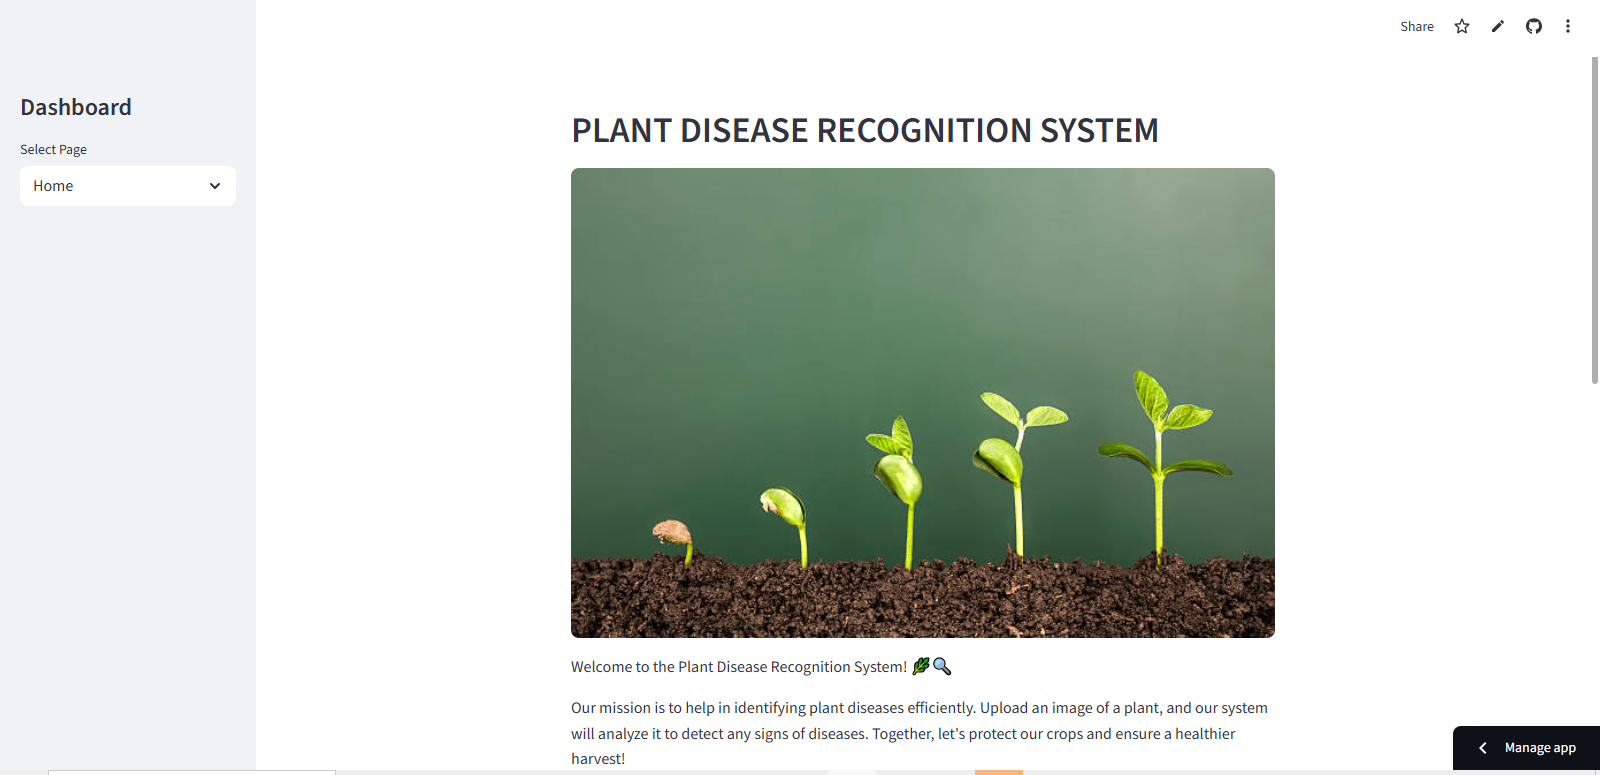 Share
Dashboard
Select Page
Home
PLANT DISEASE RECOGNITION SYSTEM
Welcome to the Plant Disease Recognition System! 🌿🔍
Our mission is to help in identifying plant diseases efficiently. Upload an image of a plant, and our system
will analyze it to detect any signs of diseases. Together, let's protect our crops and ensure a healthier
harvest!
Manage app